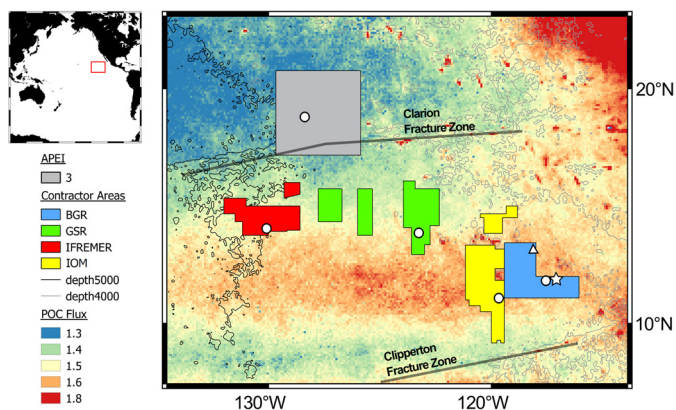 APEI
3
Contractor Areas
BGR
GSR
IFREMER
IOM
depth5000
depth4000
POC Flux
1.3
1.4
1.5
1.6
1.8
Clarion
Fracture Zone
Clipperton
Fracture Zone
20°N
10°N
130°W
120°W